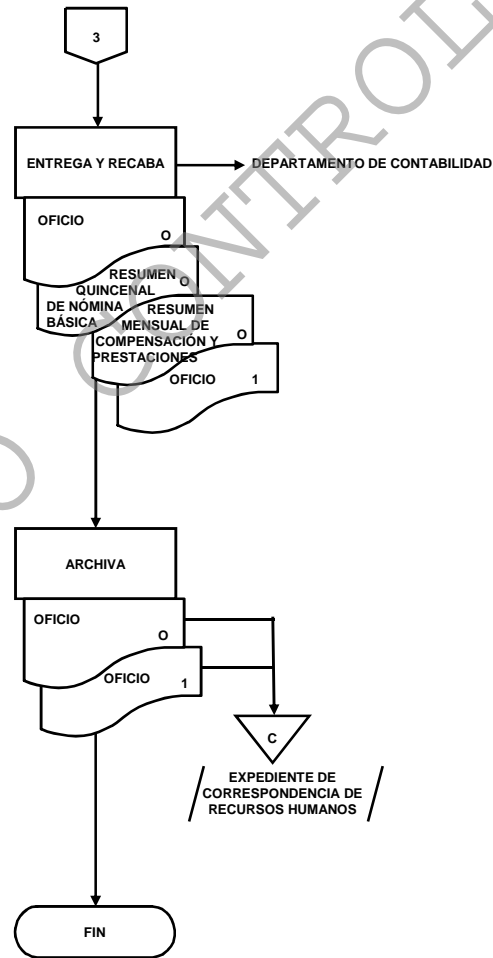 3
ENTREGA Y RECABA
DEPARTAMENTO DE CONTABILIDAD
OFICIO
O
RESUMEN
QUINCENAL
DE NÓMINA
BÁSICA
O
RESUMEN
MENSUAL DE
COMPENSACIÓN Y
PRESTACIONES
O
OFICIO 1
ARCHIVA
OFICIO
O
OFICIO 1
C
EXPEDIENTE DE
CORRESPONDENCIA DE
RECURSOS HUMANOS
FIN
O CONTROL